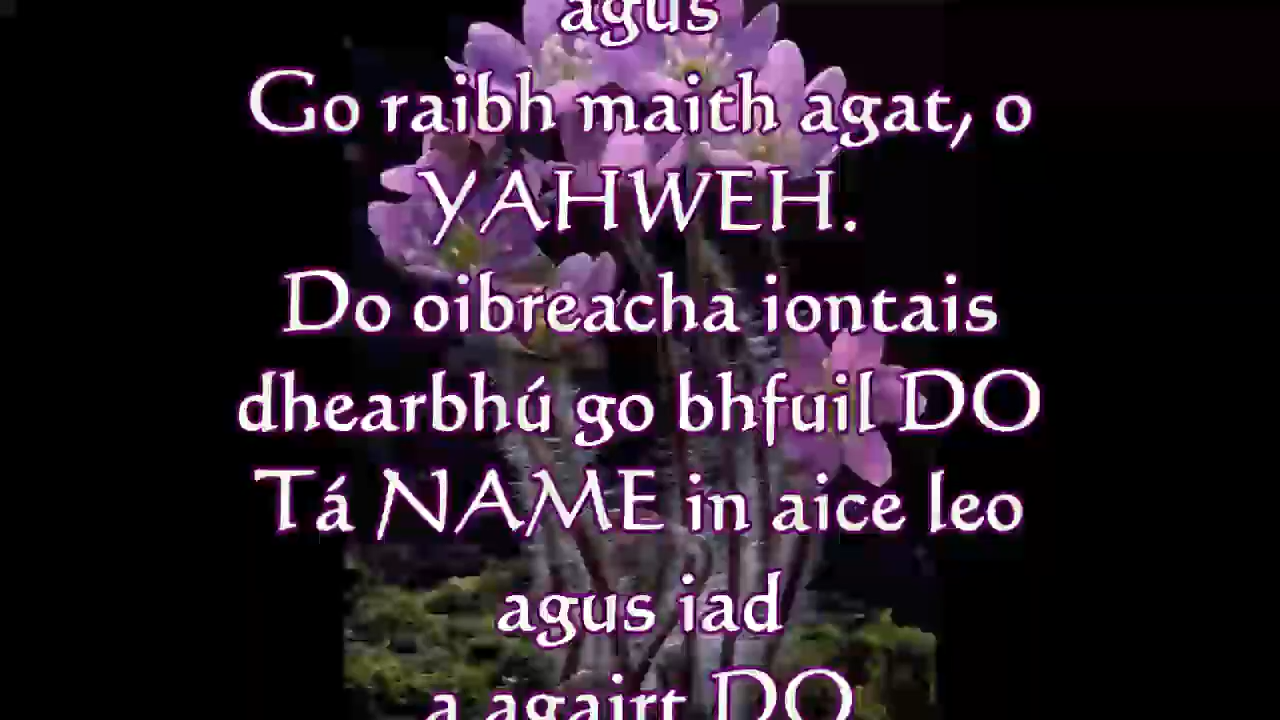 agus
Go raibh maith agat, o
YAHWEH.
Do oibreacha iontais
dhearbhú go bhfuil DO
Tá NAME in aice leo
agus iad
a agairt DO